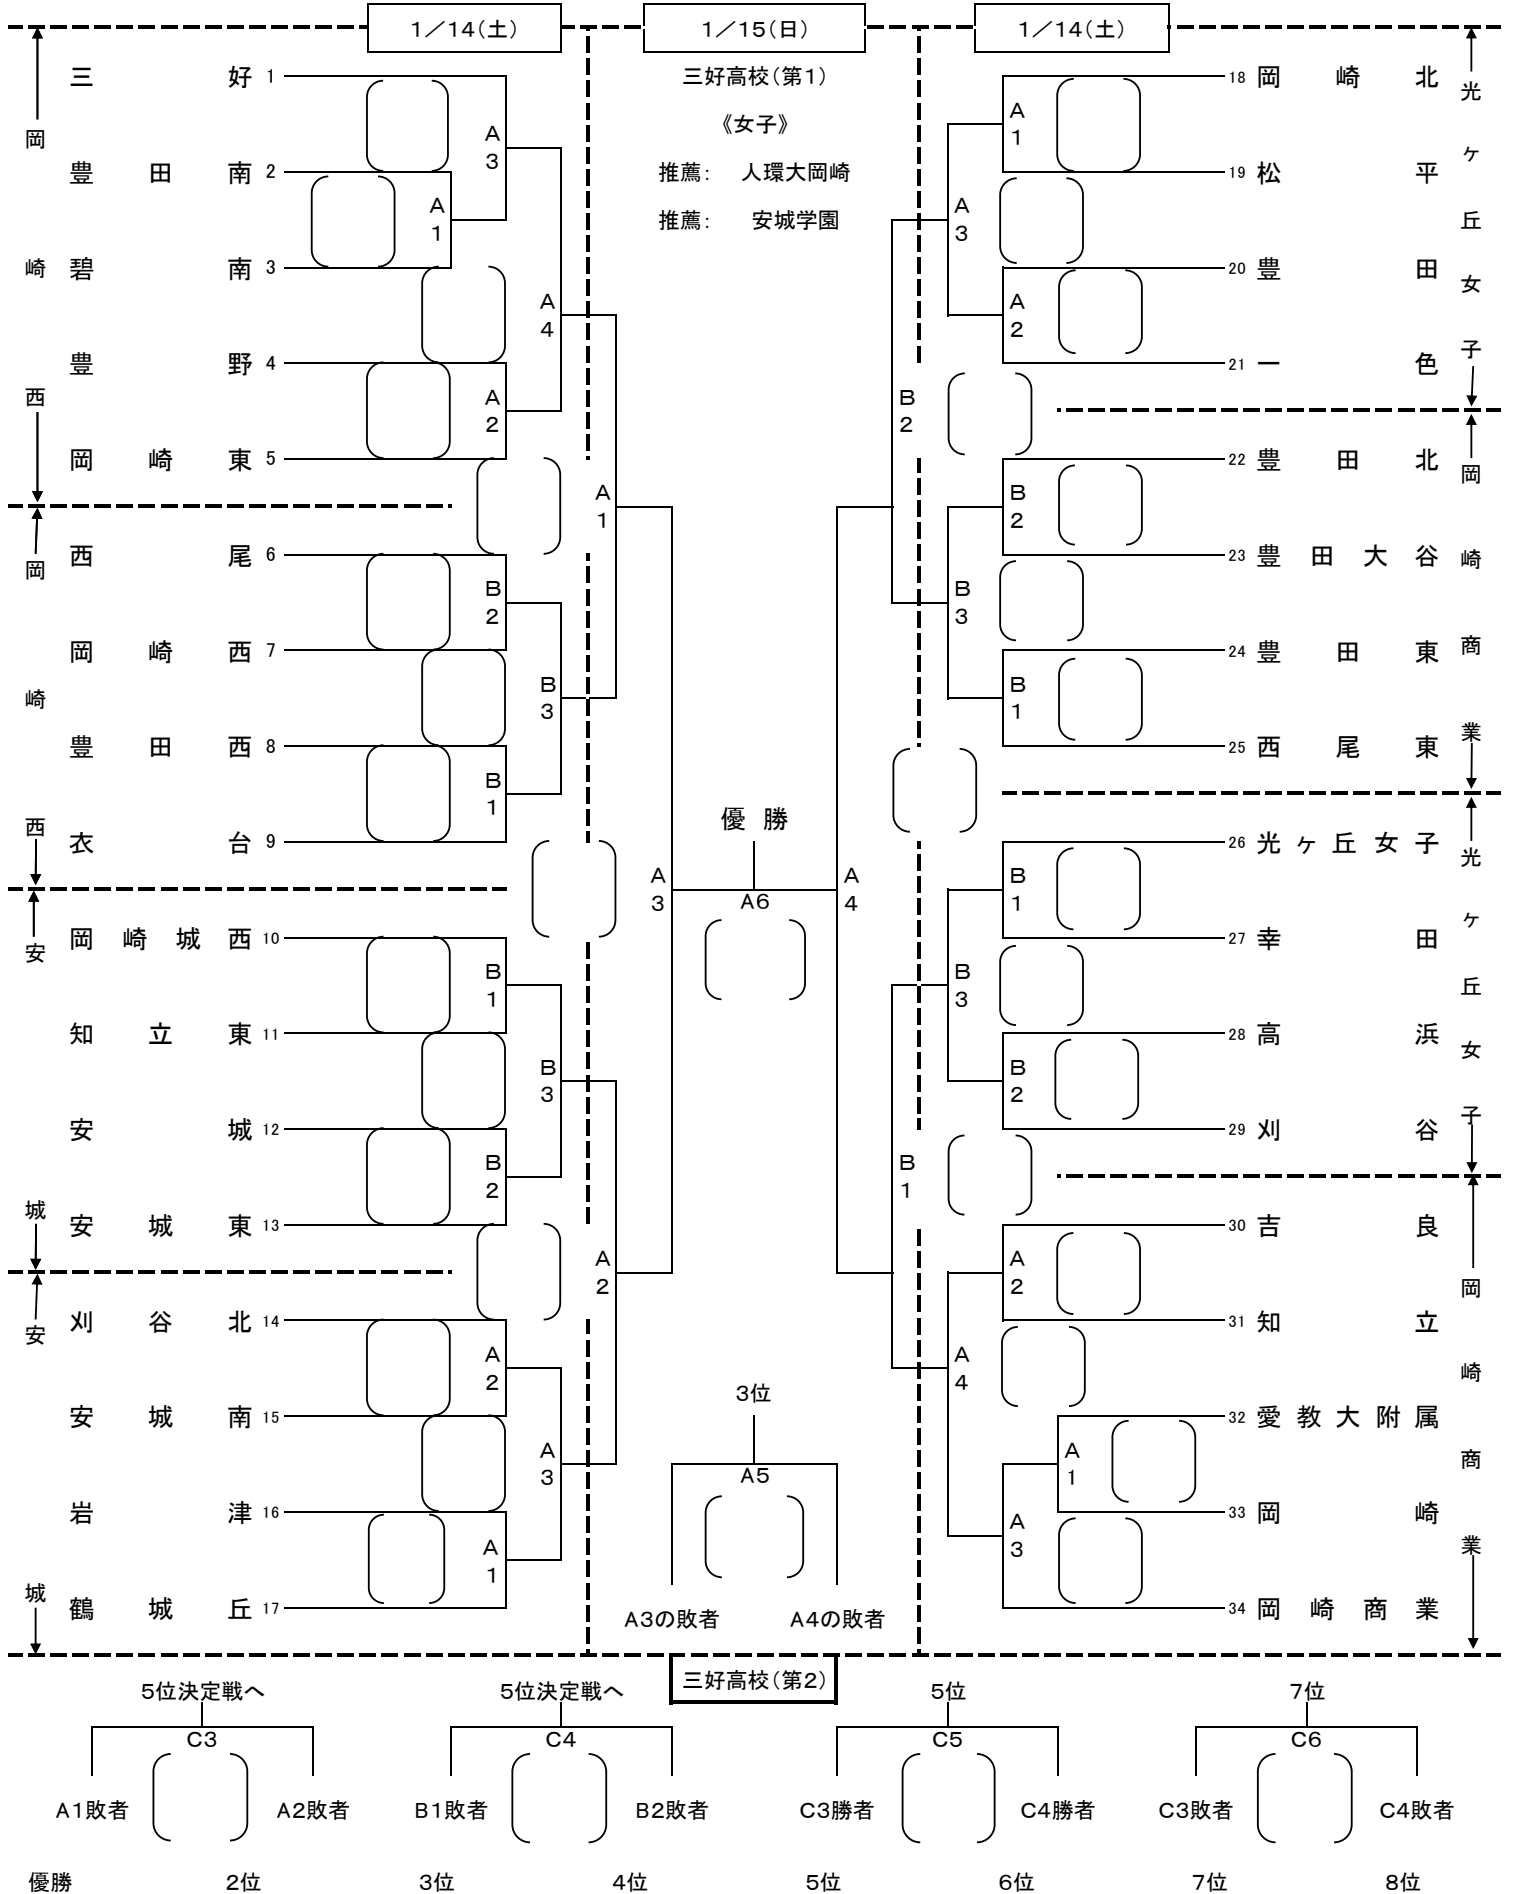 1／14（土）
1／15（日）
1／14（土）
三好高校（第1）
《女子》
推薦： 人環大岡崎
推薦： 安城学園
岡崎西
三好 1
豊田南 2
碧南 3
豊野 4
岡崎東 5
A3
A1
A4
A2
岡崎西
西尾 6
岡崎西 7
豊田西 8
衣台 9
B2
B3
B1
A1
安城
岡崎城西 10
知立東 11
安城 12
安城東 13
B1
B3
B2
安城
刈谷北 14
安城南 15
岩津 16
鶴城丘 17
A2
A3
A1
A2
A3
優勝
A6
A4
3位
A5
A3の敗者
A4の敗者
光ヶ丘女子
18 岡崎北
19 松平
20 豊田
21 一色
A1
A3
A2
B2
岡崎商業
22 豊田北
23 豊田大谷
24 豊田東
25 西尾東
B2
B3
B1
光ヶ丘女子
26 光ヶ丘女子
27 幸田
28 高浜
29 刈谷
B1
B3
B2
B1
岡崎商業
30 吉良
31 知立
32 愛教大附属
33 岡崎
34 岡崎商業
A2
A4
A1
A3
三好高校（第2）
5位決定戦へ
5位決定戦へ
5位
7位
C3
C4
C5
C6
A1敗者
A2敗者
B1敗者
B2敗者
C3勝者
C4勝者
C3敗者
C4敗者
優勝 2位 3位 4位 5位 6位 7位 8位